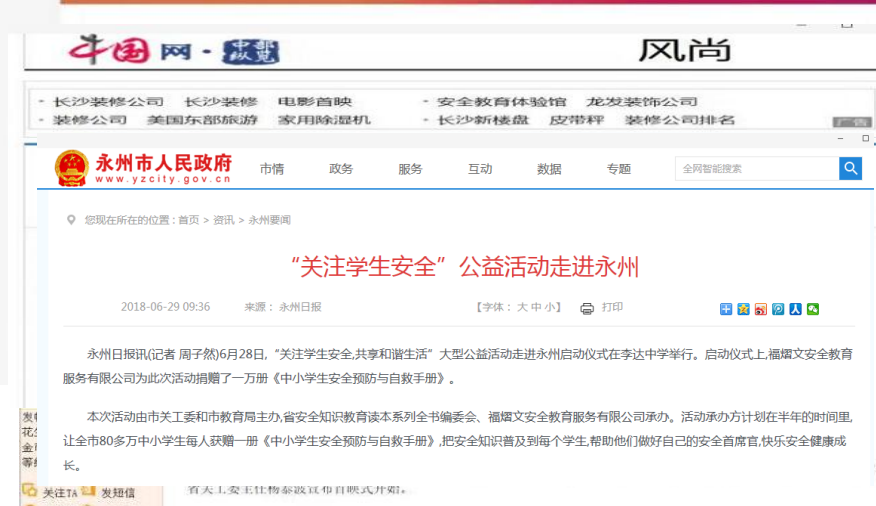 中国网·中部纵览
风尚
- 长沙装修公司 长沙装修 电影首映 - 安全教育体验馆 龙发装饰公司
- 装修公司 美国东部旅游 家用除湿机 - 长沙新楼盘 皮带秤 装修公司排名
广告
永州市人民政府
www.yzcity.gov.cn
市情 政务 服务 互动 数据 专题 全网智能搜索
您现在所在的位置：首页 > 资讯 > 永州要闻
“关注学生安全”公益活动走进永州
2018-06-29 09:36 来源：永州日报 【字体：大 中 小】 打印
永州日报讯(记者 周子然)6月28日,“关注学生安全,共享和谐生活”大型公益活动走进永州启动仪式在李达中学举行。启动仪式上,福熠文安全教育
服务有限公司为此次活动捐赠了一万册《中小学生安全预防与自救手册》。
本次活动由市关工委和市教育局主办,省安全知识教育读本系列全书编委会、福熠文安全教育服务有限公司承办。活动承办方计划在半年的时间里,
让全市80多万中小学生每人获赠一册《中小学生安全预防与自救手册》,把安全知识普及到每个学生,帮助他们做好自己的安全首席官,快乐安全健康成
长。
关注TA 发短信
省关工委主任杨泰波宣布首映式开始。